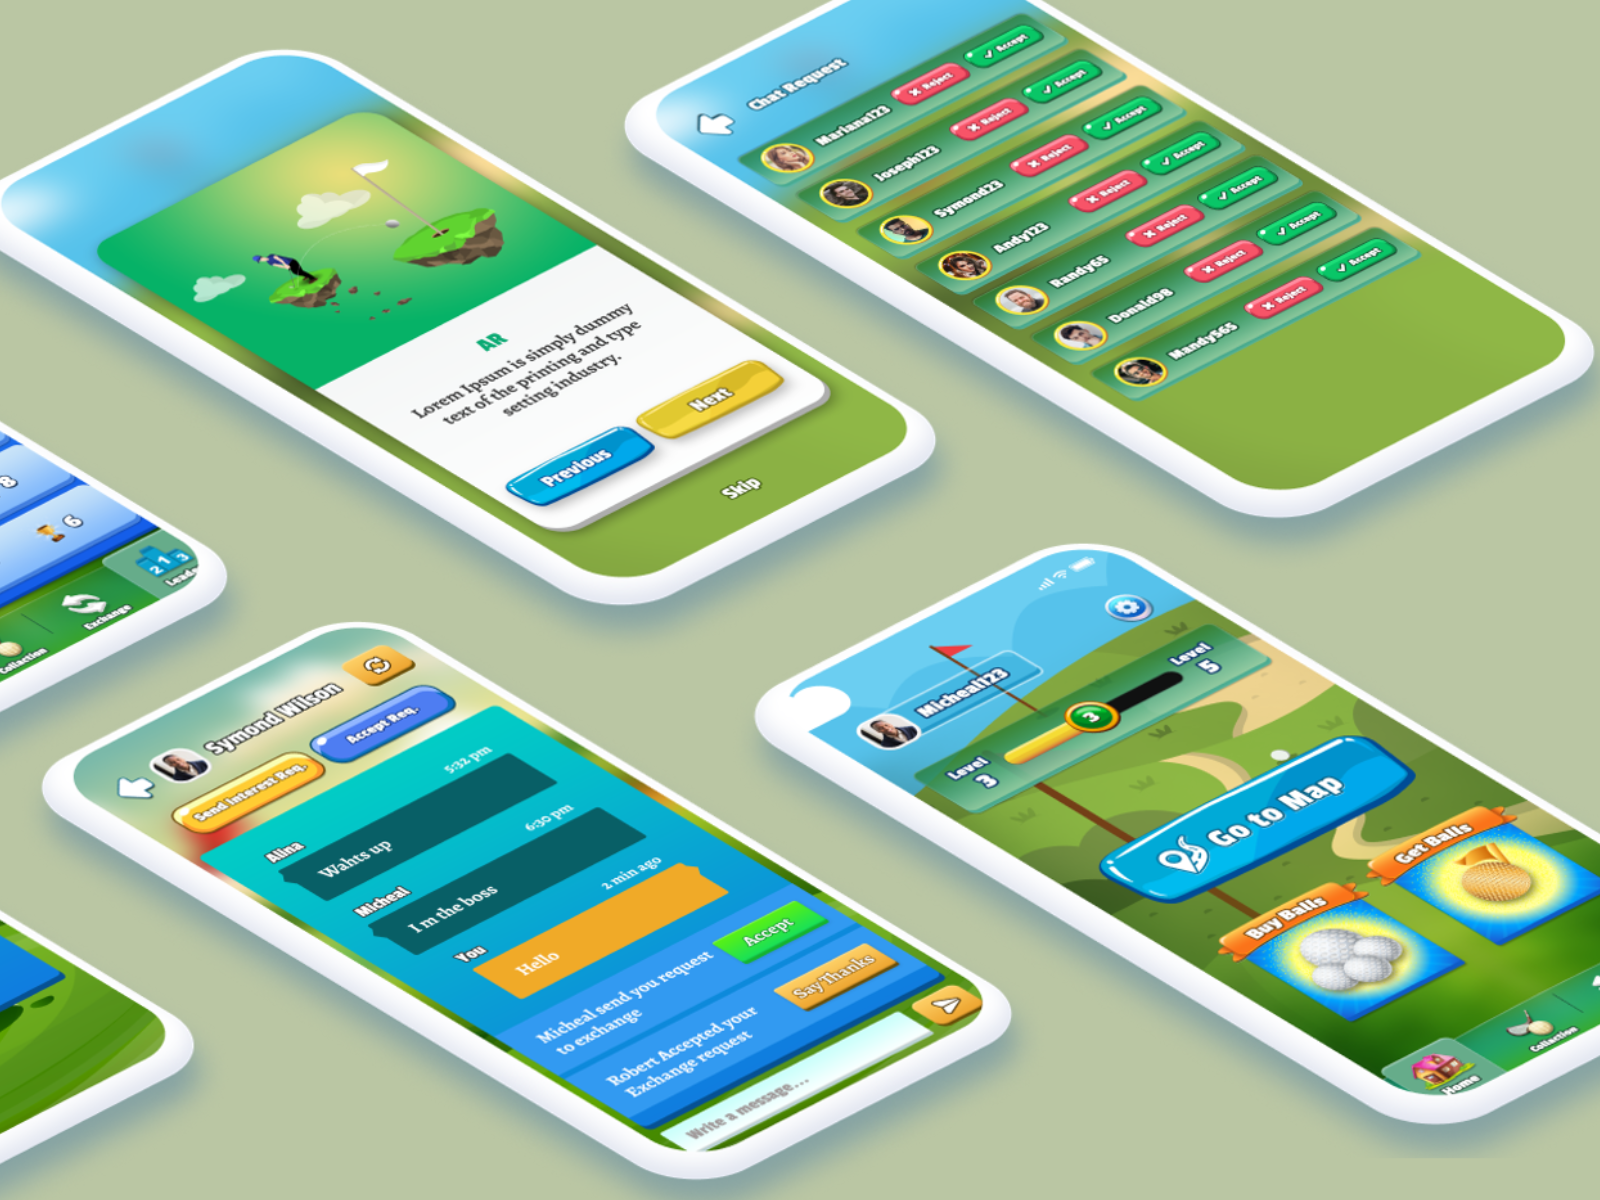 AR
Lorem Ipsum is simply dummy
text of the printing and type
setting industry.
Previous
Next
Skip
Chat Request
Mariana123
Reject
Accept
Joseph123
Reject
Accept
Symond23
Reject
Accept
Andy123
Reject
Accept
Randy65
Reject
Accept
Donald98
Reject
Accept
Mandy565
Reject
Accept
8
6
Collection
Exchange
2 1 3
Symond Wilson
Send Interest Req.
Accept Req.
5:32 pm
Alina
Wahts up
6:30 pm
Micheal
I m the boss
2 min ago
You
Hello
Micheal send you request
to exchange
Accept
Robert Accepted your
Exchange request
Say Thanks
Write a message...
Micheal123
Level
3
3
Level
5
Go to Map
Buy Balls
Get Balls
Home
Collection